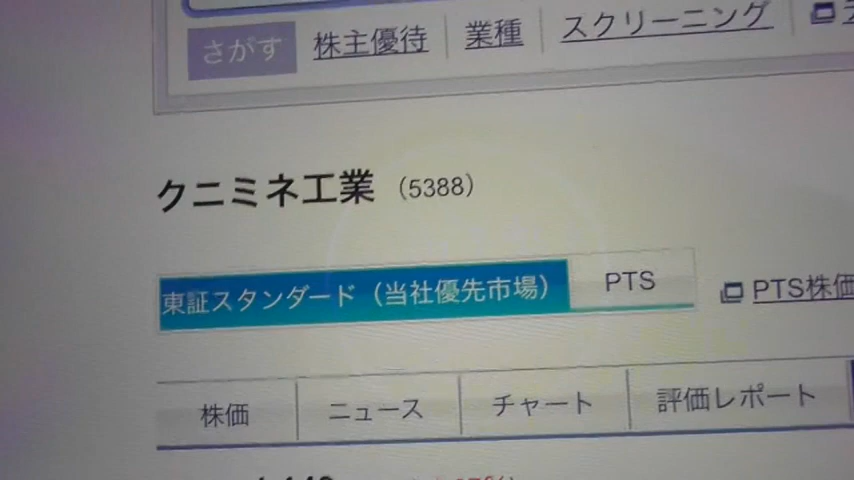 さがす 株主優待 業種 スクリーニング
クニミネ工業 (5388)
東証スタンダード (当社優先市場) PTS PTS株価
株価 ニュース チャート 評価レポート